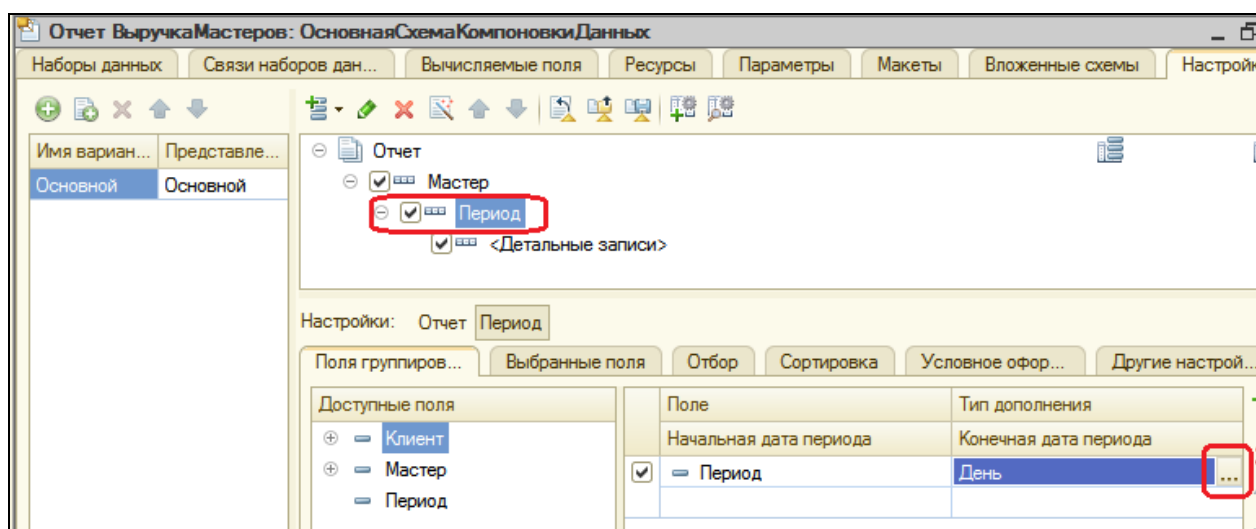 Отчет ВыручкаМастеров: ОсновнаяСхемаКомпоновкиДанных
Наборы данных Связи наборов дан... Вычисляемые поля Ресурсы Параметры Макеты Вложенные схемы Настройк
Имя вариан... Представле...
Основной Основной
Отчет
Мастер
Период
<Детальные записи>
Настройки: Отчет Период
Поля группиров... Выбранные поля Отбор Сортировка Условное офор... Другие настрой...
Доступные поля
Клиент
Мастер
Период
Поле Тип дополнения
Начальная дата периода Конечная дата периода
Период День ...